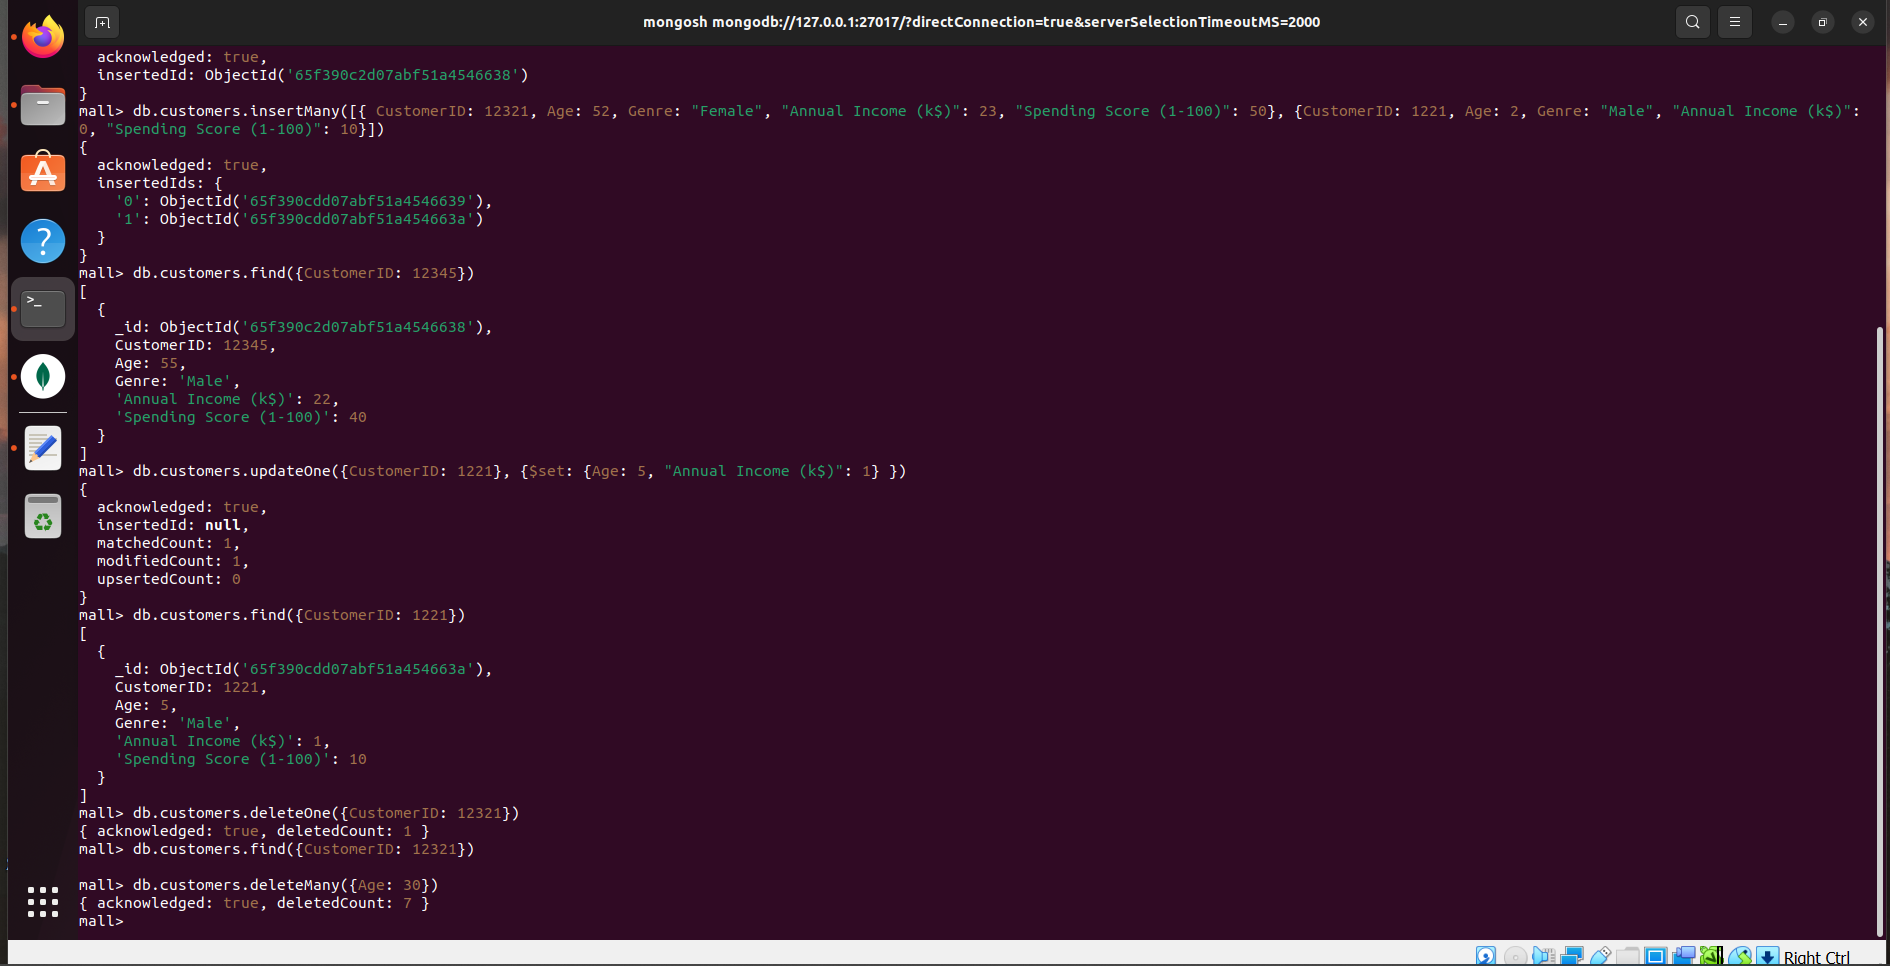 mongosh mongodb://127.0.0.1:27017/?directConnection=true&serverSelectionTimeoutMS=2000
  acknowledged: true,
  insertedId: ObjectId('65f390c2d07abf51a4546638')
}
mall> db.customers.insertMany([{ CustomerID: 12321, Age: 52, Genre: "Female", "Annual Income (k$)": 23, "Spending Score (1-100)": 50}, {CustomerID: 1221, Age: 2, Genre: "Male", "Annual Income (k$)":
0, "Spending Score (1-100)": 10}])
{
  acknowledged: true,
  insertedIds: {
    '0': ObjectId('65f390cdd07abf51a4546639'),
    '1': ObjectId('65f390cdd07abf51a454663a')
  }
}
mall> db.customers.find({CustomerID: 12345})
[
  {
    _id: ObjectId('65f390c2d07abf51a4546638'),
    CustomerID: 12345,
    Age: 55,
    Genre: 'Male',
    'Annual Income (k$)': 22,
    'Spending Score (1-100)': 40
  }
]
mall> db.customers.updateOne({CustomerID: 1221}, {$set: {Age: 5, "Annual Income (k$)": 1} })
{
  acknowledged: true,
  insertedId: null,
  matchedCount: 1,
  modifiedCount: 1,
  upsertedCount: 0
}
mall> db.customers.find({CustomerID: 1221})
[
  {
    _id: ObjectId('65f390cdd07abf51a454663a'),
    CustomerID: 1221,
    Age: 5,
    Genre: 'Male',
    'Annual Income (k$)': 1,
    'Spending Score (1-100)': 10
  }
]
mall> db.customers.deleteOne({CustomerID: 12321})
{ acknowledged: true, deletedCount: 1 }
mall> db.customers.find({CustomerID: 12321})

mall> db.customers.deleteMany({Age: 30})
{ acknowledged: true, deletedCount: 7 }
mall>
Right Ctrl